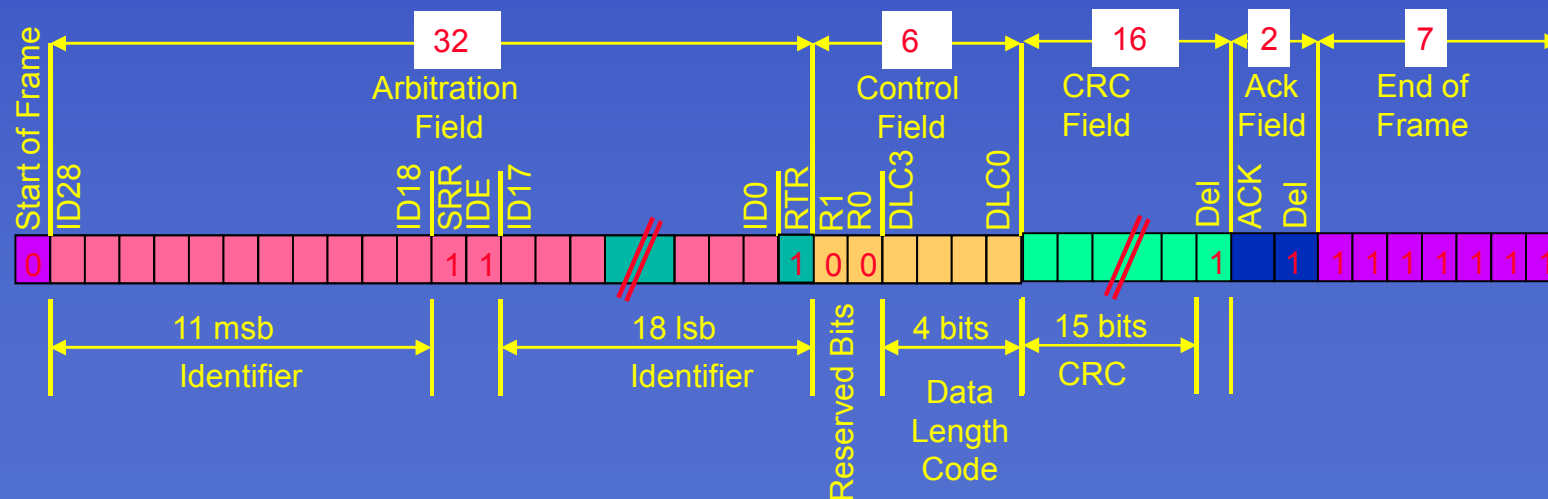 32
6
16
2
7
Start of Frame
Arbitration
Field
Control
Field
CRC
Field
Ack
Field
End of
Frame
ID28
ID18
SRR
IDE
ID17
ID0
RTR
R1
R0
DLC3
DLC0
Del
ACK
Del
0
1
1
1
0
0
1
1
1
1
1
1
1
1
1
11 msb
Identifier
18 lsb
Identifier
Reserved Bits
4 bits
Data
Length
Code
15 bits
CRC